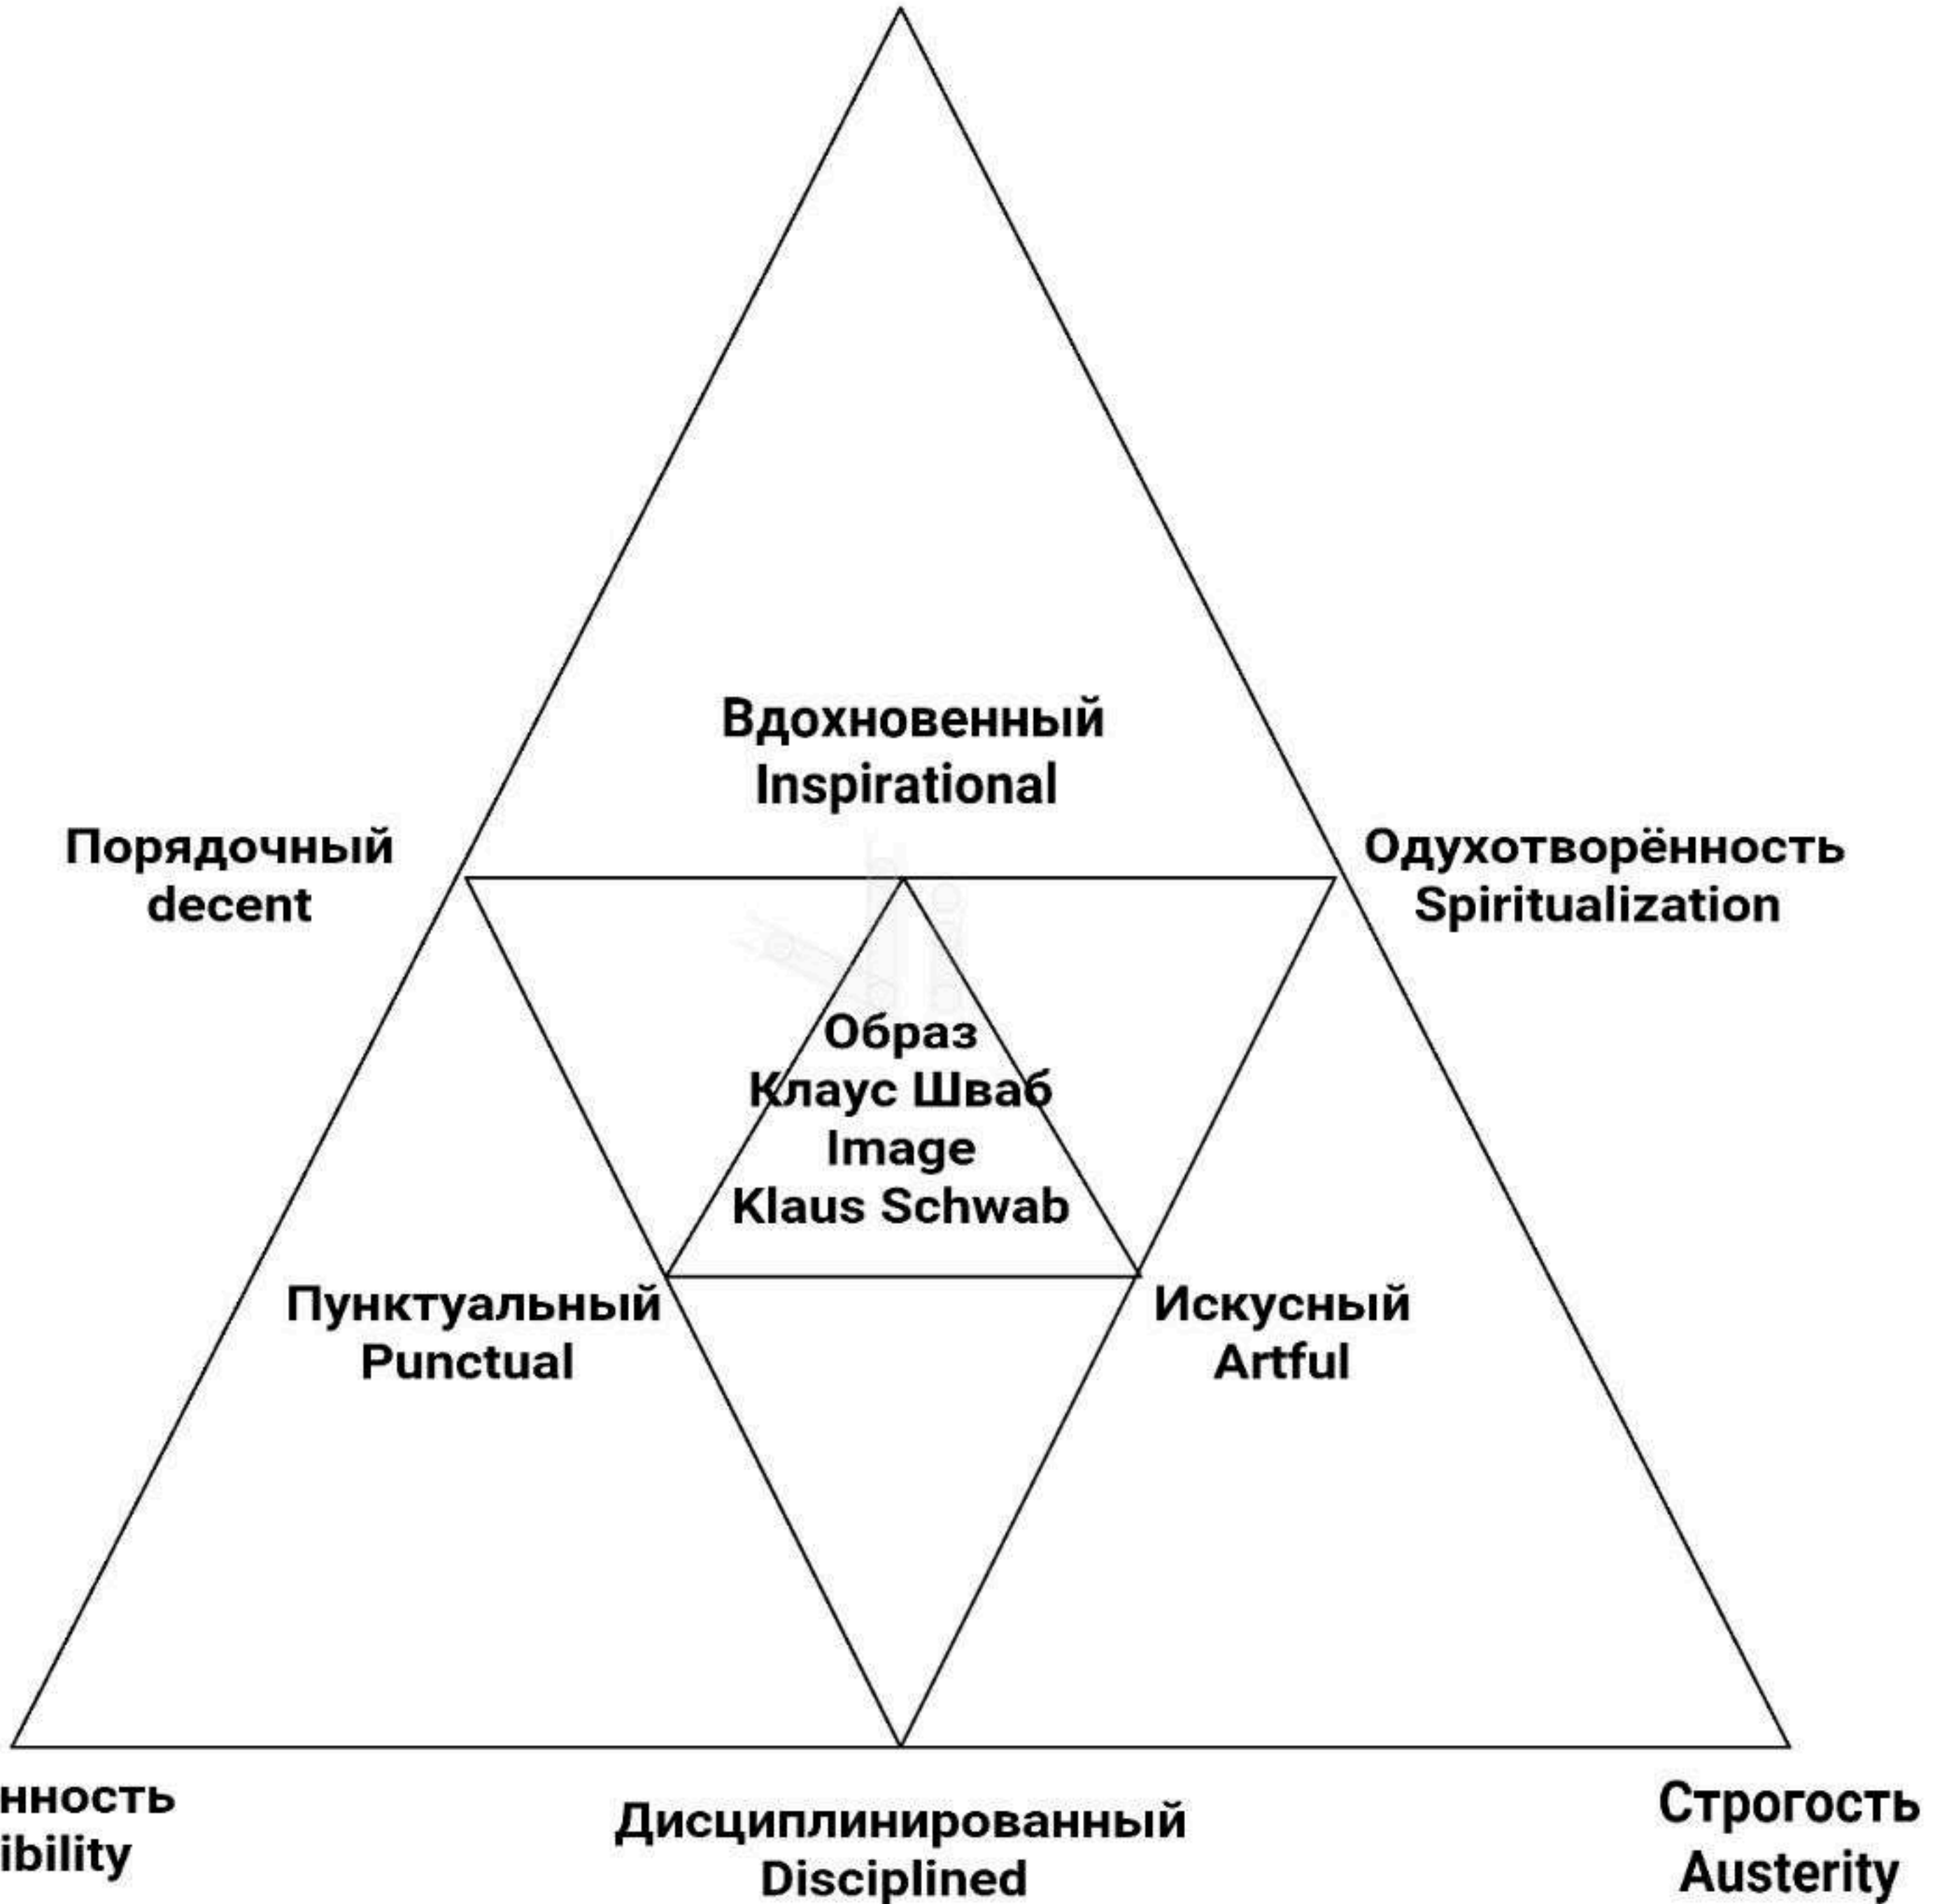 Вдохновенный
Inspirational
Порядочный
decent
Одухотворённость
Spiritualization
Образ
Клаус Шваб
Image
Klaus Schwab
Пунктуальный
Punctual
Искусный
Artful
нность
ibility
Дисциплинированный
Disciplined
Строгость
Austerity